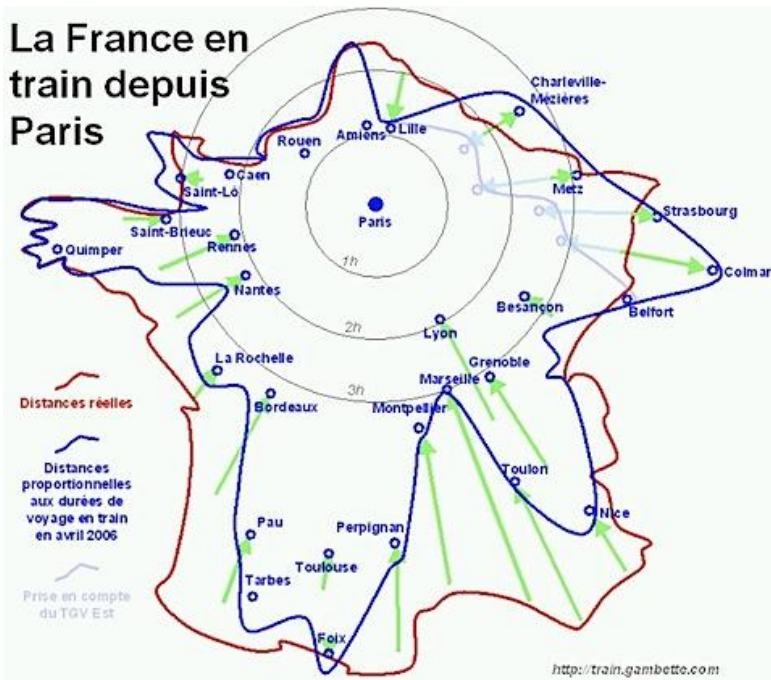 La France en
train depuis
Paris
Charleville-
Mézières
Amiens
Lille
Rouen
Caen
Saint-Lô
Metz
Strasbourg
Paris
Saint-Brieuc
Rennes
Quimper
1h
Colmar
Nantes
Besançon
Belfort
2h
Lyon
La Rochelle
Grenoble
Marseille
3h
Bordeaux
Montpellier
Distances réelles
Distances
proportionnelles
aux durées de
voyage en train
en avril 2006
Toulon
Nice
Pau
Perpignan
Toulouse
Tarbes
Prise en compte
du TGV Est
Foix
http://train.gambette.com